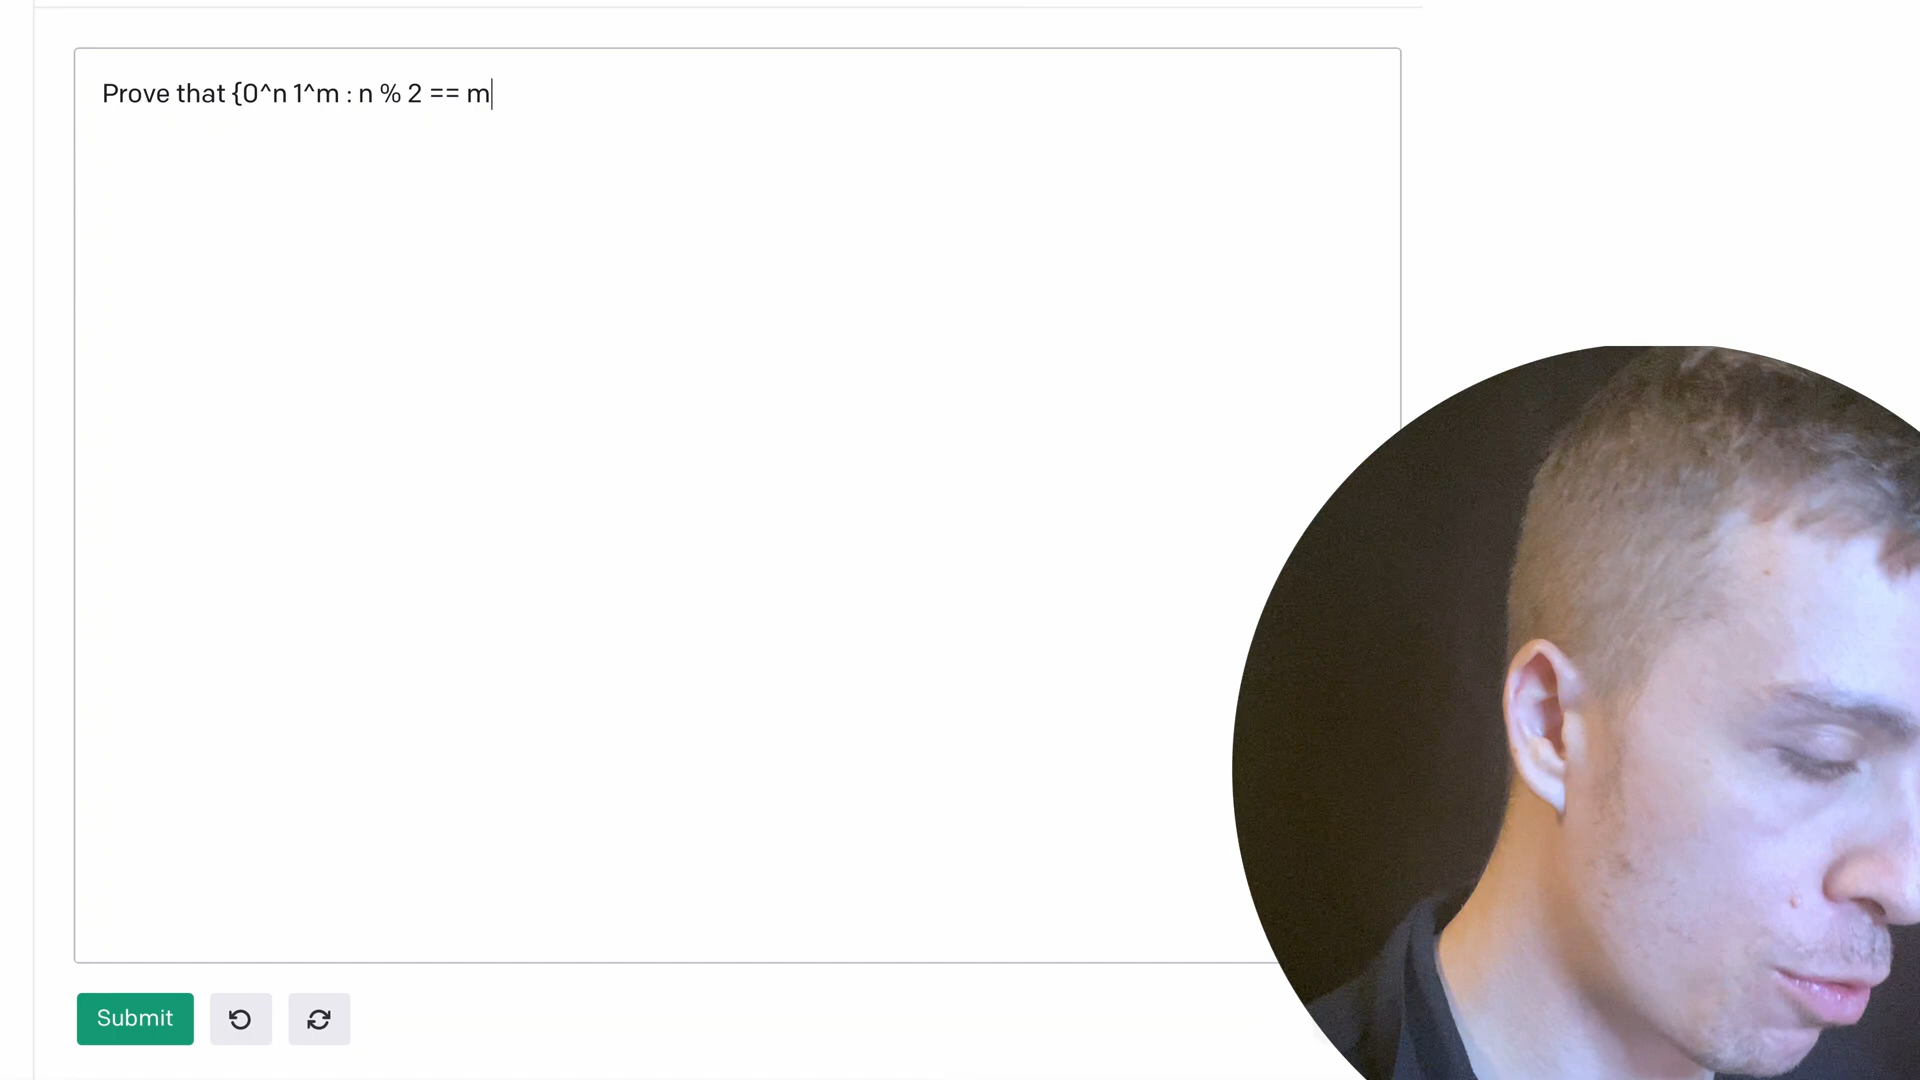 Prove that {0^n 1^m : n % 2 == m
Submit